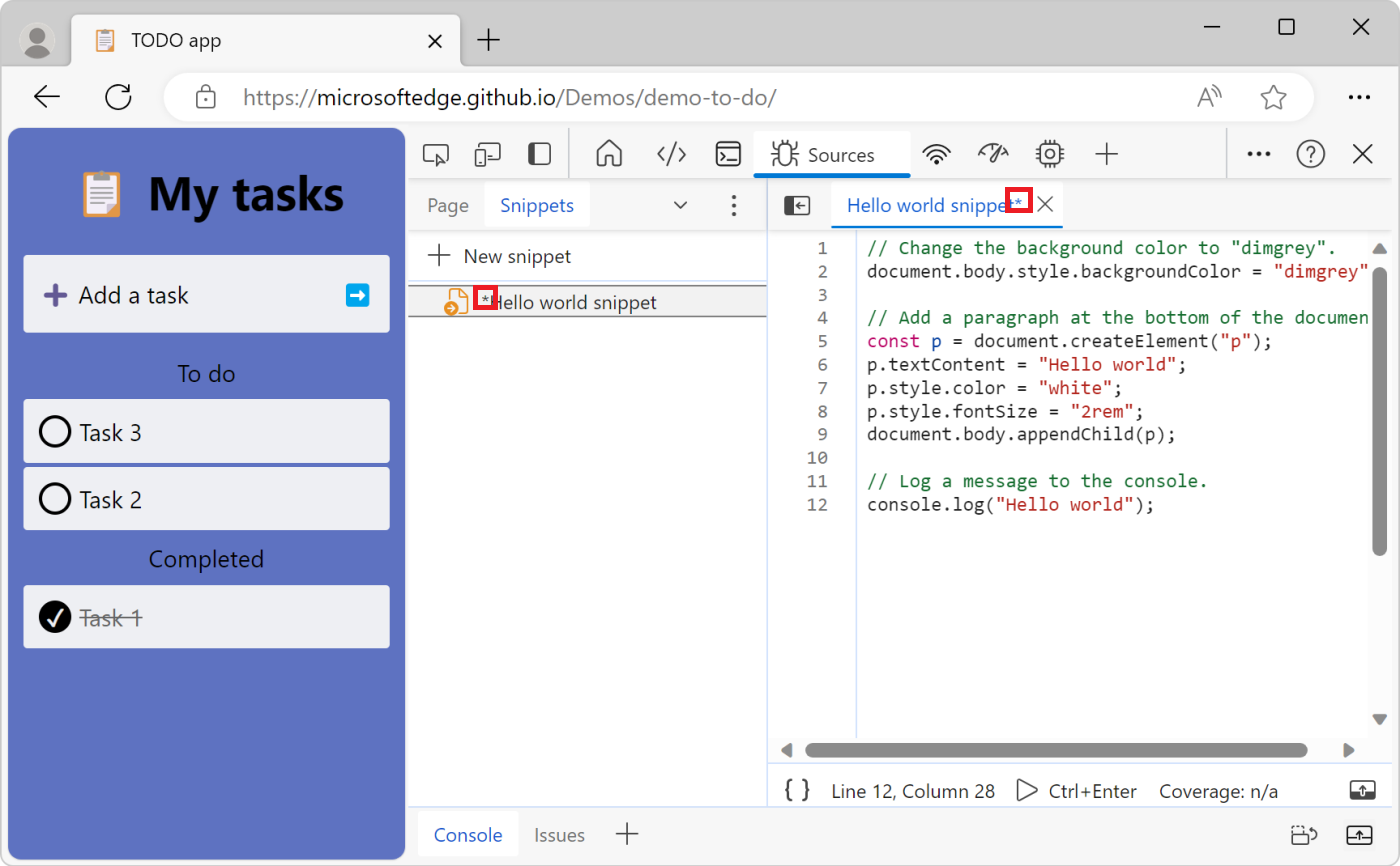 TODO app
https://microsoftedge.github.io/Demos/demo-to-do/
My tasks
Add a task
To do
Task 3
Task 2
Completed
Task 1
Sources
Page Snippets
New snippet
*Hello world snippet
Hello world snippet*
1 // Change the background color to "dimgrey".
2 document.body.style.backgroundColor = "dimgrey"
3
4 // Add a paragraph at the bottom of the documen
5 const p = document.createElement("p");
6 p.textContent = "Hello world";
7 p.style.color = "white";
8 p.style.fontSize = "2rem";
9 document.body.appendChild(p);
10
11 // Log a message to the console.
12 console.log("Hello world");
{ } Line 12, Column 28 Ctrl+Enter Coverage: n/a
Console Issues